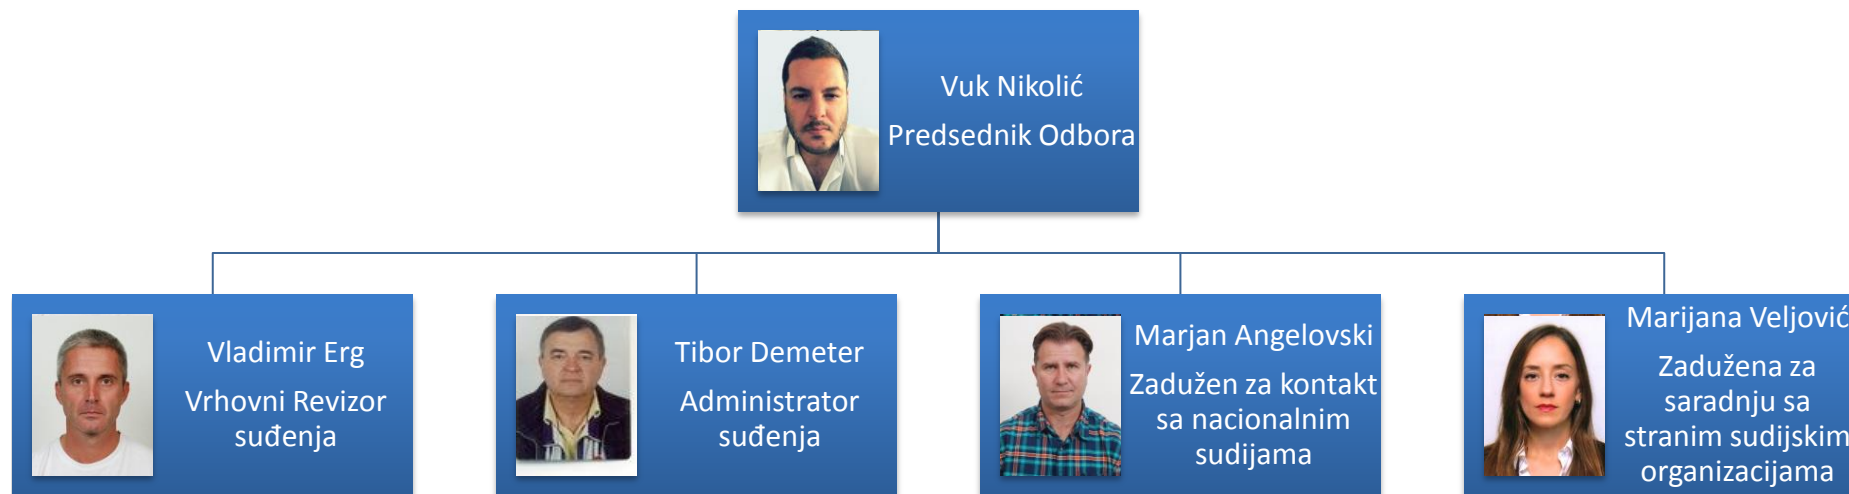 Vuk Nikolić
Predsednik Odbora
Vladimir Erg
Vrhovni Revizor
suđenja
Tibor Demeter
Administrator
suđenja
Marjan Angelovski
Zadužen za kontakt
sa nacionalnim
sudijama
Marijana Veljović
Zadužena za
saradnju sa
stranim sudijskim
organizacijama